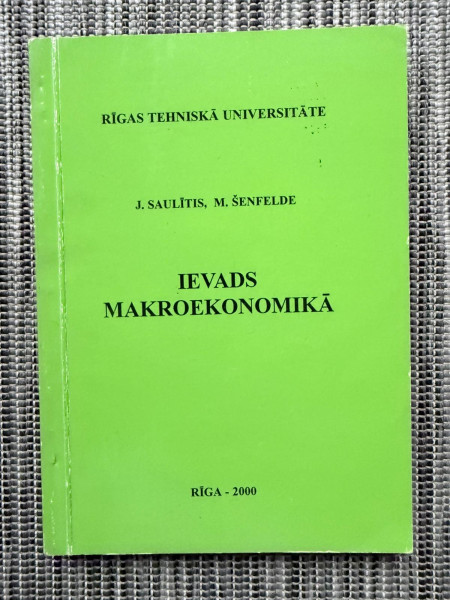 RĪGAS TEHNISKĀ UNIVERSITĀTE
J. SAULĪTIS, M. ŠENFELDE
IEVADS
MAKROEKONOMIKĀ
RĪGA - 2000